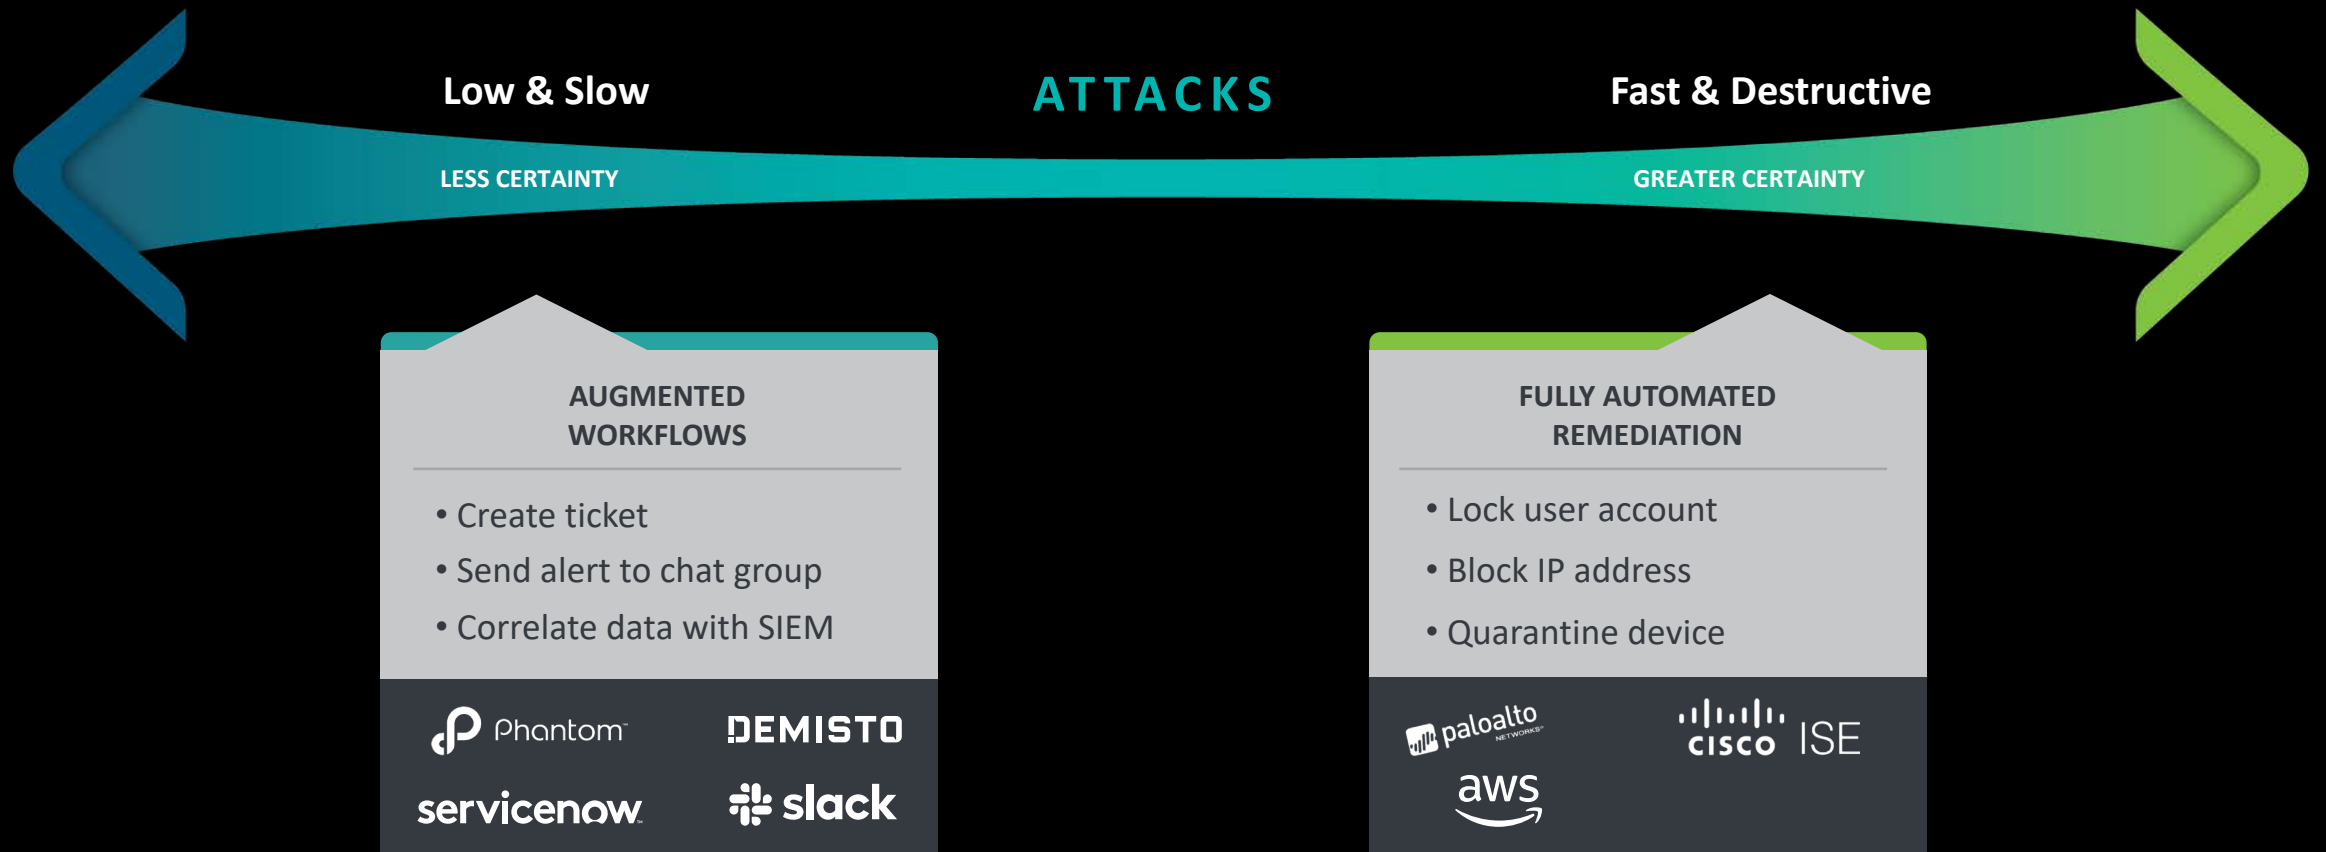 Low & Slow
ATTACKS
Fast & Destructive
LESS CERTAINTY
GREATER CERTAINTY
AUGMENTED
WORKFLOWS
• Create ticket
• Send alert to chat group
• Correlate data with SIEM
Phantom™
DEMISTO
servicenow™
slack
FULLY AUTOMATED
REMEDIATION
• Lock user account
• Block IP address
• Quarantine device
paloalto
NETWORKS®
CISCO ISE
aws